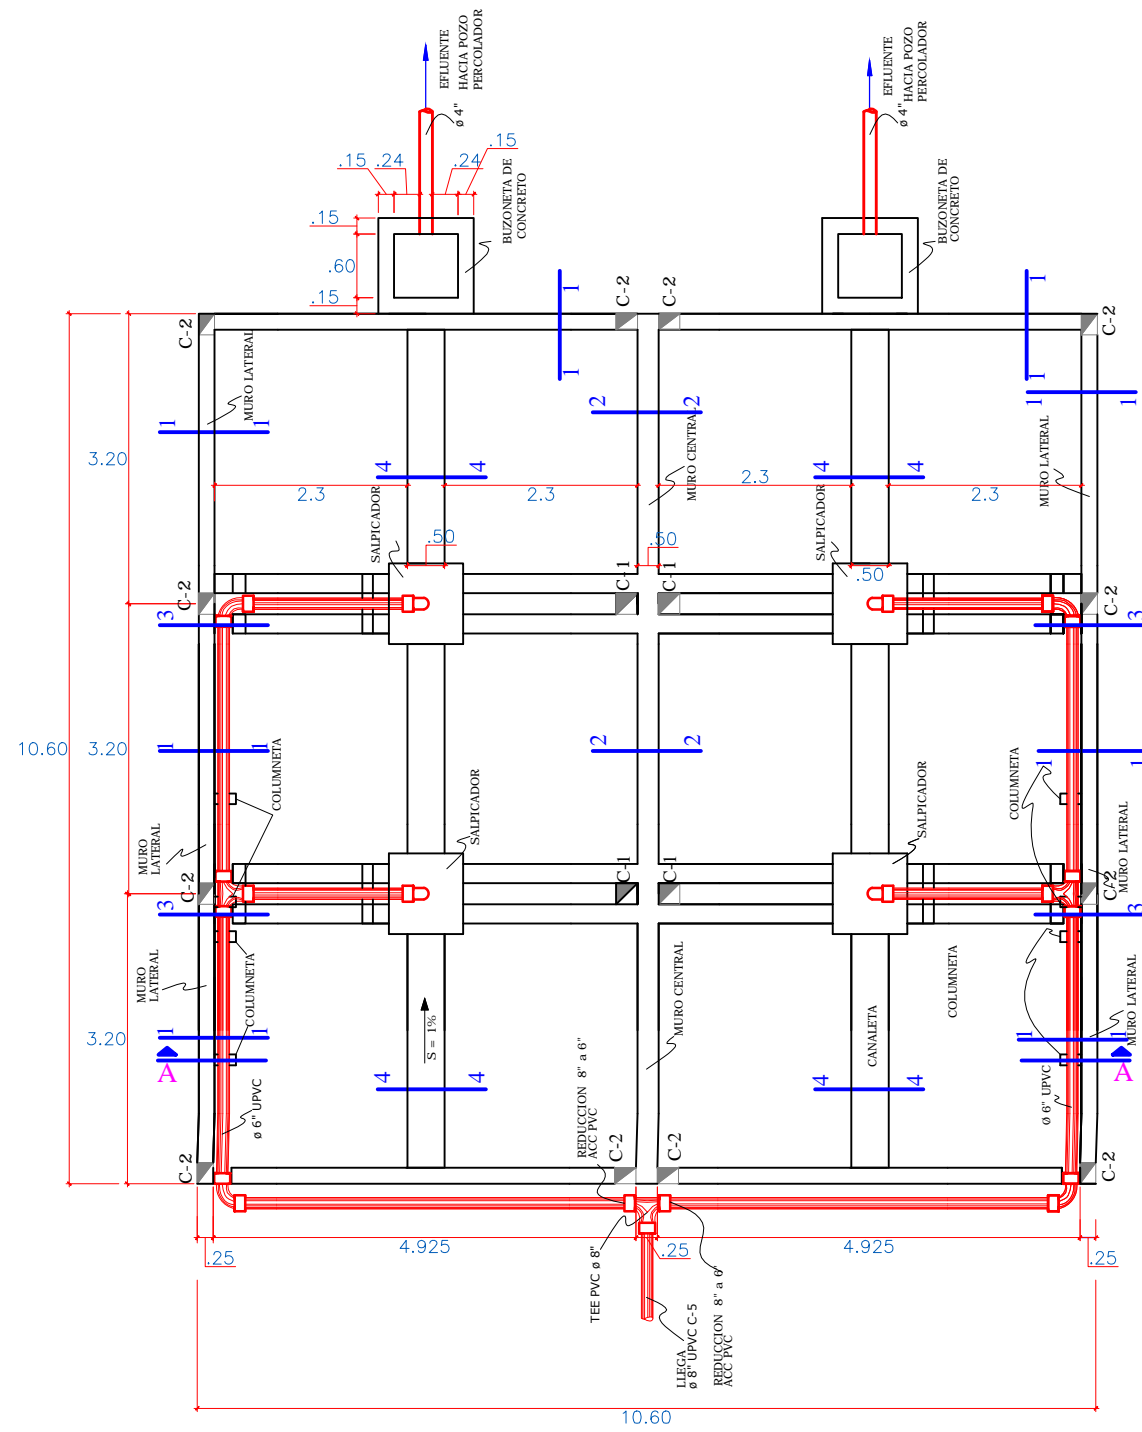 EFLUENTE
HACIA POZO
PERCOLADOR
ø 4"
EFLUENTE
HACIA POZO
PERCOLADOR
ø 4"
.15
.24
.24
.15
.15
.60
.15
BUZONETA DE
CONCRETO
BUZONETA DE
CONCRETO
C-2
C-2
C-2
C-2
1
1
1
1
MURO LATERAL
1
1
2
2
1
1
3.20
4
4
MURO CENTRAL
4
4
MURO LATERAL
2.3
2.3
2.3
2.3
SALPICADOR
SALPICADOR
.50
.50
.50
C-2
C-1
C-1
C-2
3
3
10.60
3.20
1
1
2
2
1
1
COLUMNETA
COLUMNETA
SALPICADOR
SALPICADOR
MURO
LATERAL
MURO LATERAL
C-2
C-1
C-1
C-2
3
3
MURO
LATERAL
COLUMNETA
MURO CENTRAL
COLUMNETA
MURO LATERAL
3.20
S = 1%
CANALETA
1
1
1
1
A
A
4
4
4
4
ø 6" UPVC
ø 6" UPVC
REDUCCION 8" a 6"
ACC PVC
C-2
C-2
C-2
C-2
.25
4.925
.25
4.925
.25
TEE PVC ø 8"
LLEGA
ø 8" UPVC C-5
REDUCCION 8" a 6"
ACC PVC
10.60